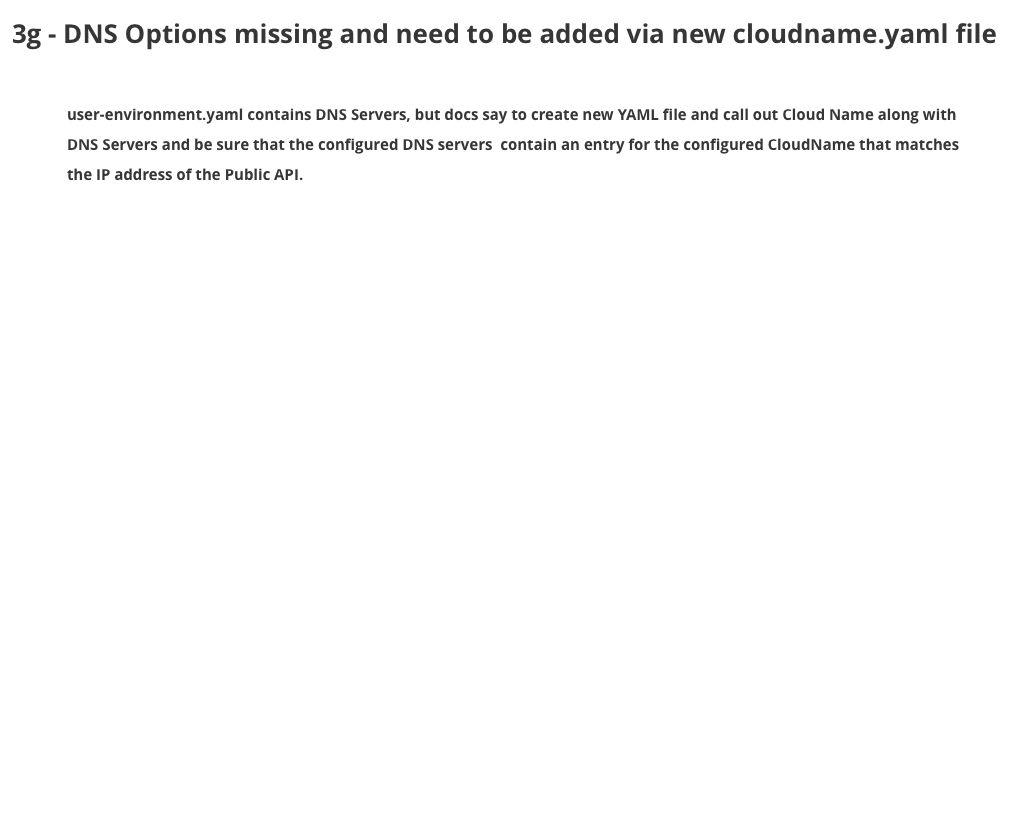 3g - DNS Options missing and need to be added via new cloudname.yaml file
user-environment.yaml contains DNS Servers, but docs say to create new YAML file and call out Cloud Name along with
DNS Servers and be sure that the configured DNS servers  contain an entry for the configured CloudName that matches
the IP address of the Public API.